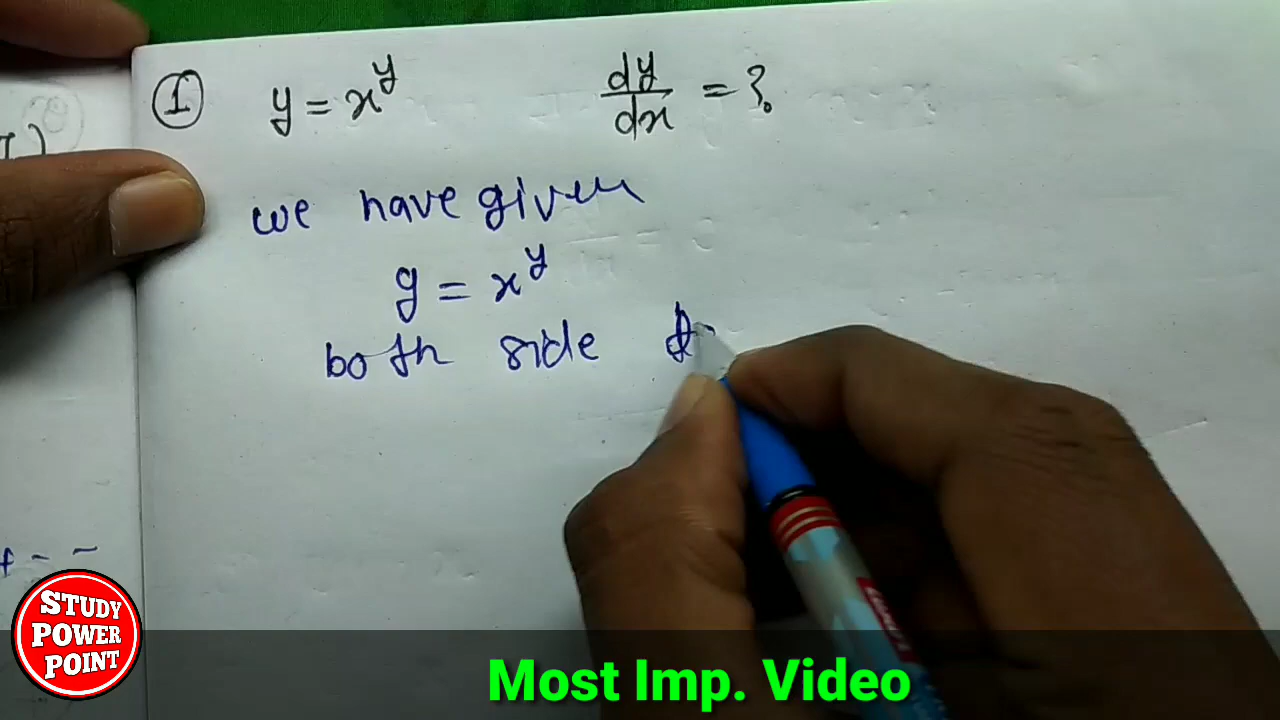 ① y = x^y dy/dx = ?
we have given
y = x^y
both side
STUDY
POWER
POINT
Most Imp. Video